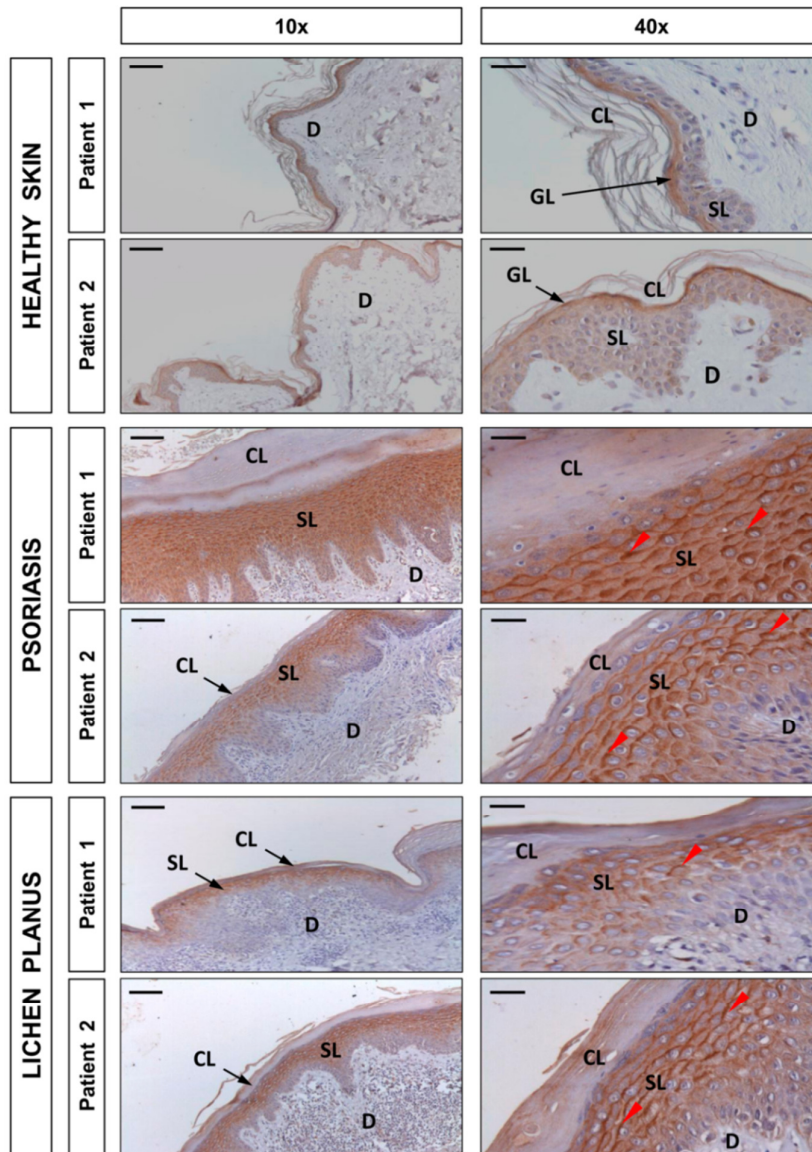 10x 40x
HEALTHY SKIN
Patient 1
D
CL
D
GL
SL
Patient 2
D
GL
CL
SL
D
PSORIASIS
Patient 1
CL
SL
D
CL
SL
Patient 2
CL
SL
D
CL
SL
D
LICHEN PLANUS
Patient 1
CL
SL
D
CL
SL
D
Patient 2
SL
CL
D
CL
SL
D